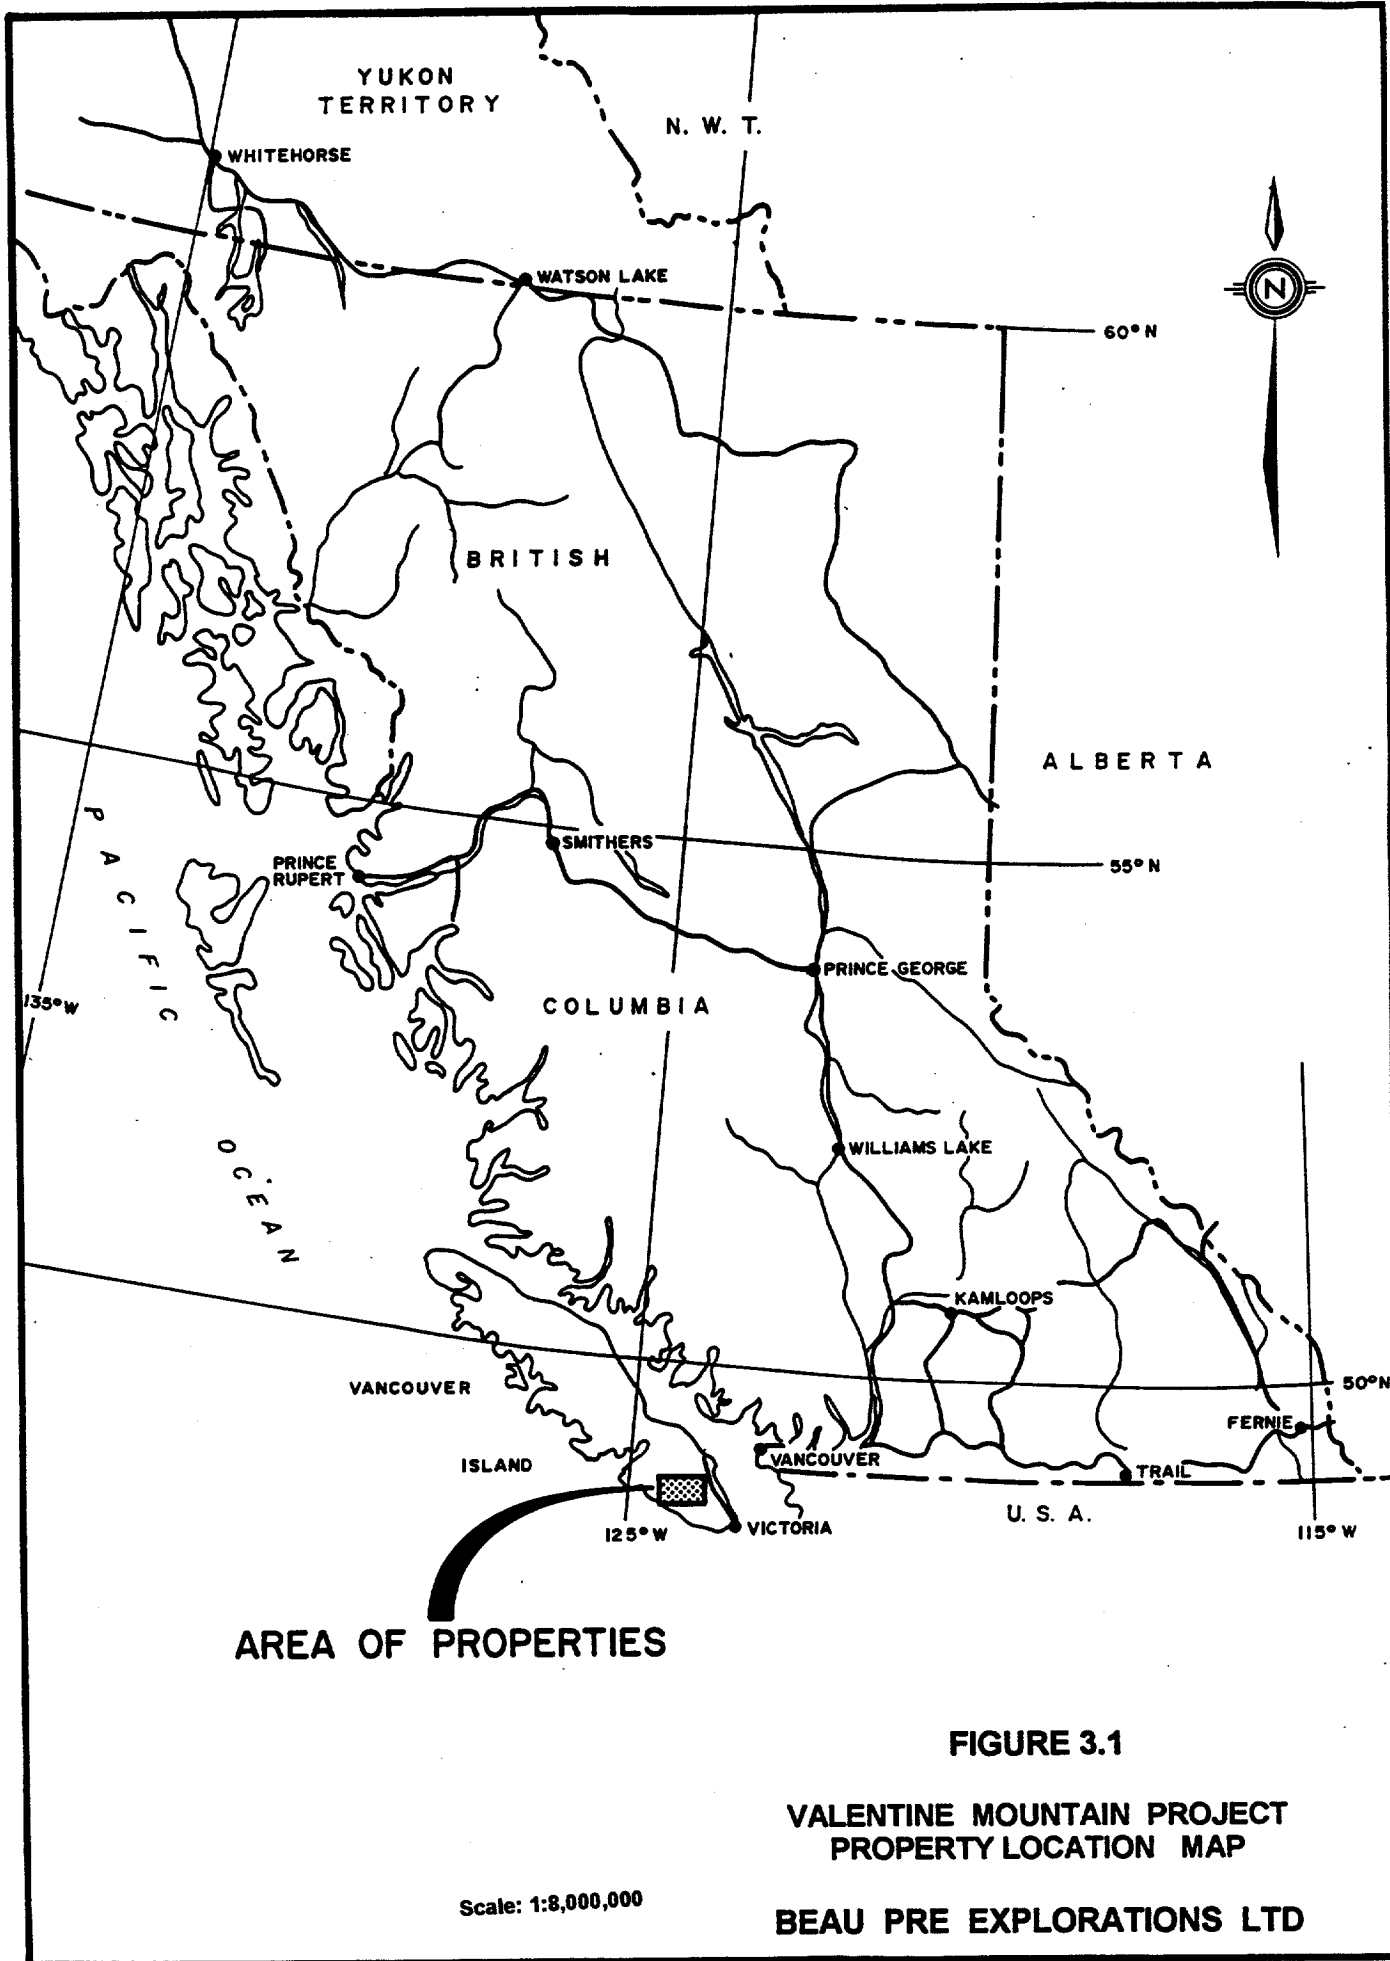 YUKON
TERRITORY
N. W. T.
WHITEHORSE
WATSON LAKE
N
60° N
BRITISH
ALBERTA
PACIFIC
SMITHERS
PRINCE
RUPERT
55° N
PRINCE GEORGE
COLUMBIA
135° W
OCEAN
WILLIAMS LAKE
KAMLOOPS
VANCOUVER
50° N
FERNIE
ISLAND
VANCOUVER
TRAIL
U. S. A.
125° W
VICTORIA
115° W
AREA OF PROPERTIES
FIGURE 3.1
VALENTINE MOUNTAIN PROJECT
PROPERTY LOCATION MAP
Scale: 1:8,000,000
BEAU PRE EXPLORATIONS LTD